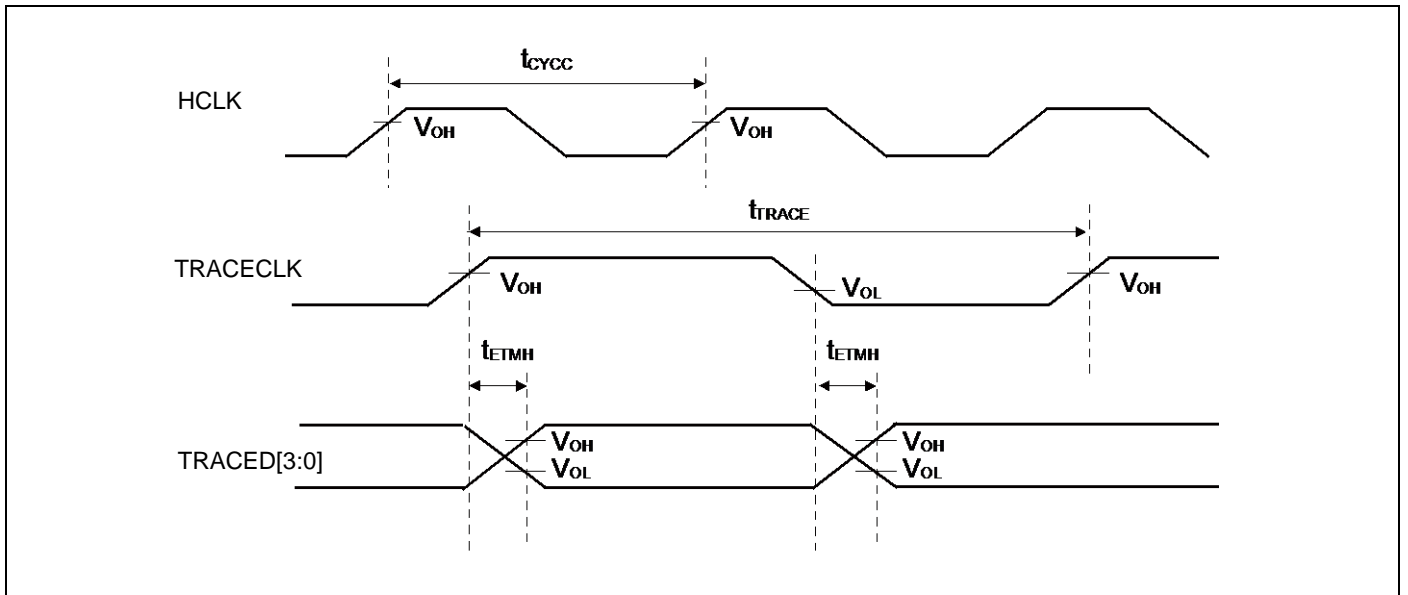 tCYCC
HCLK
VOH
VOH
tTRACE
TRACECLK
VOH
VOL
VOH
tETMH
tETMH
TRACED[3:0]
VOH
VOL
VOH
VOL